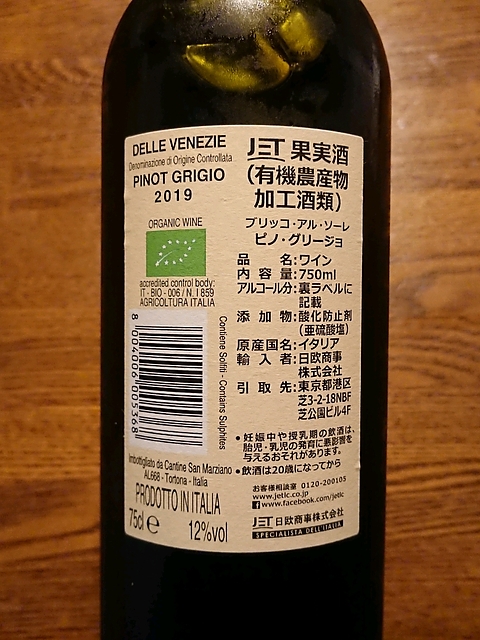 DELLE VENEZIE
Denominazione di Origine Controllata
PINOT GRIGIO
2019
ORGANIC WINE
accredited control body:
IT - BIO - 006 / N. I 859
AGRICOLTURA ITALIA
8 004006 005368
Contiene Solfiti - Contains Sulphites
Imbottigliato da Cantine San Marziano
AL668 - Tortona - Italia
PRODOTTO IN ITALIA
75cl e 12%vol
JET 果実酒
(有機農産物
加工酒類)
ブリッコ・アル・ソーレ
ピノ・グリージョ
品名:ワイン
内容量:750ml
アルコール分:裏ラベルに
記載
添加物:酸化防止剤
(亜硫酸塩)
原産国名:イタリア
輸入者:日欧商事
株式会社
引取先:東京都港区
芝3-2-18NBF
芝公園ビル4F
・妊娠中や授乳期の飲酒は、
胎児・乳児の発育に悪影響を
与えるおそれがあります。
・飲酒は20歳になってから
お客様相談室 0120-200105
www.jetlc.co.jp
www.facebook.com/jetlc
JET 日欧商事株式会社
SPECIALISEA DELL'ITALIA